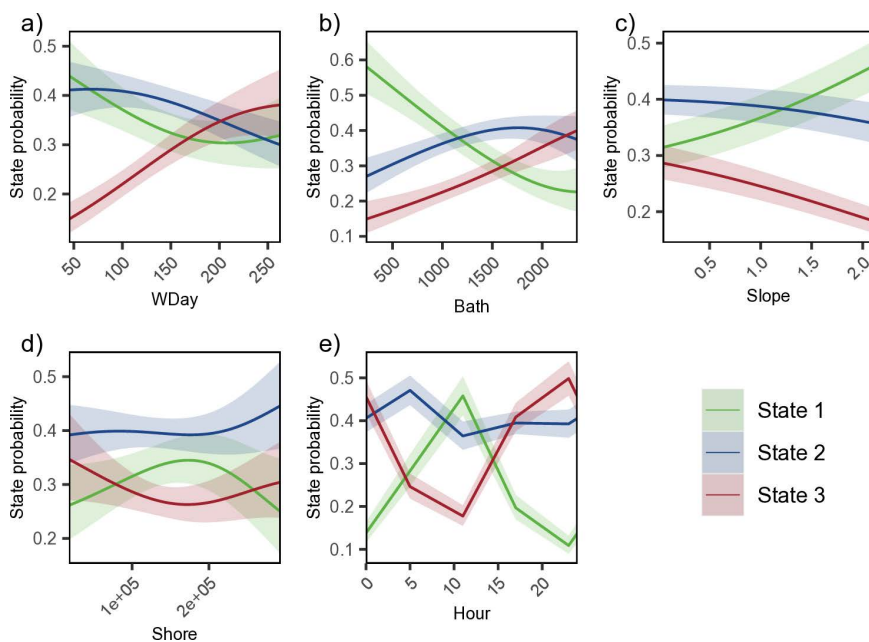 a)
State probability
0.5
0.4
0.3
0.2
50
100
150
200
250
WDay
b)
State probability
0.6
0.5
0.4
0.3
0.2
0.1
500
1000
1500
2000
Bath
c)
State probability
0.5
0.4
0.3
0.2
0.5
1.0
1.5
2.0
Slope
d)
State probability
0.5
0.4
0.3
0.2
1e+05
2e+05
Shore
e)
State probability
0.5
0.4
0.3
0.2
0.1
0
5
10
15
20
Hour
State 1
State 2
State 3